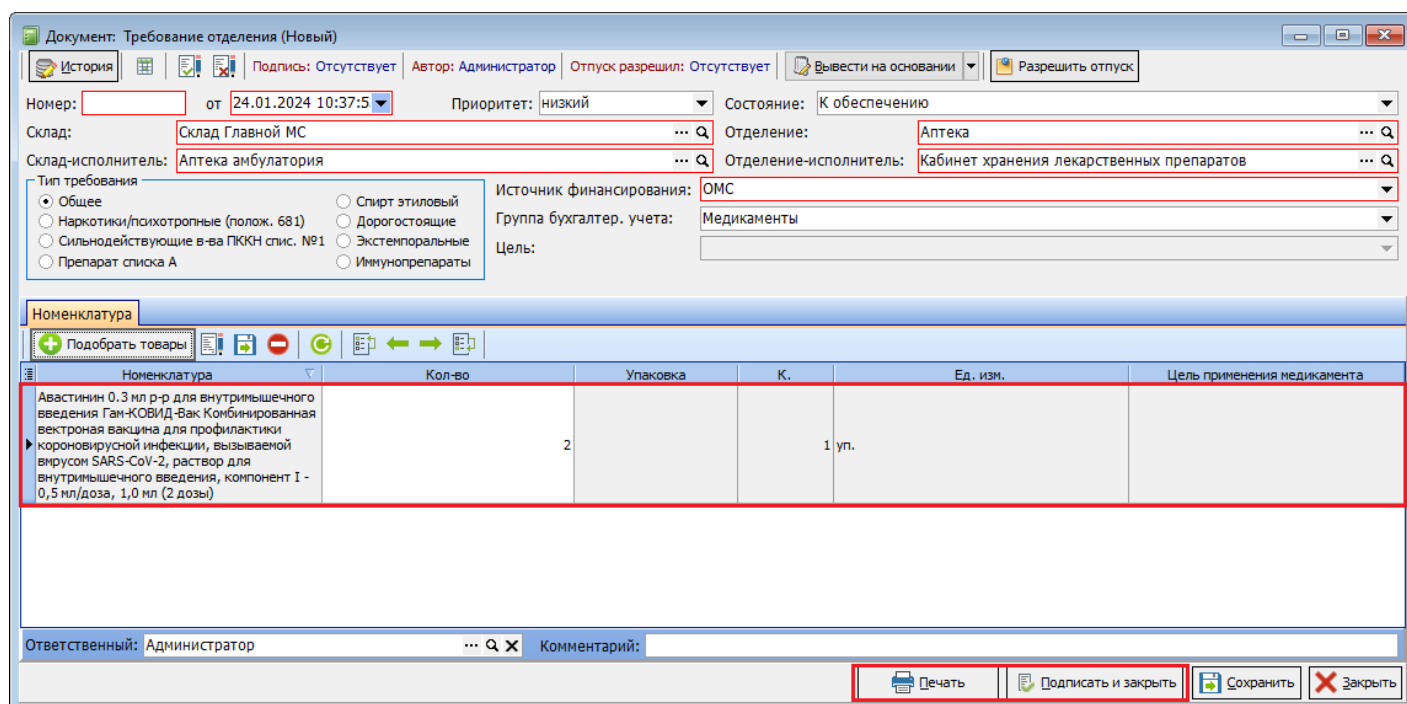 Документ: Требование отделения (Новый)
История Подпись: Отсутствует Автор: Администратор Отпуск разрешил: Отсутствует Вывести на основании Разрешить отпуск
Номер: от 24.01.2024 10:37:5 Приоритет: низкий Состояние: К обеспечению
Склад: Склад Главной МС Отделение: Аптека
Склад-исполнитель: Аптека амбулатория Отделение-исполнитель: Кабинет хранения лекарственных препаратов
Тип требования
Общее Спирт этиловый
Наркотики/психотропные (полож. 681) Дорогостоящие
Сильнодействующие в-ва ПККН спис. №1 Экстемпоральные
Препарат списка А Иммунопрепараты
Источник финансирования: ОМС
Группа бухгалтер. учета: Медикаменты
Цель:
Номенклатура
Подобрать товары
Номенклатура Кол-во Упаковка К. Ед. изм. Цель применения медикамента
Авастинин 0.3 мл р-р для внутримышечного
введения Гам-КОВИД-Вак Комбинированная
вектроная вакцина для профилактики
короновирусной инфекции, вызываемой 2 1 уп.
вмрусом SARS-CoV-2, раствор для
внутримышечного введения, компонент I -
0,5 мл/доза, 1,0 мл (2 дозы)
Ответственный: Администратор Комментарий:
Печать Подписать и закрыть Сохранить Закрыть